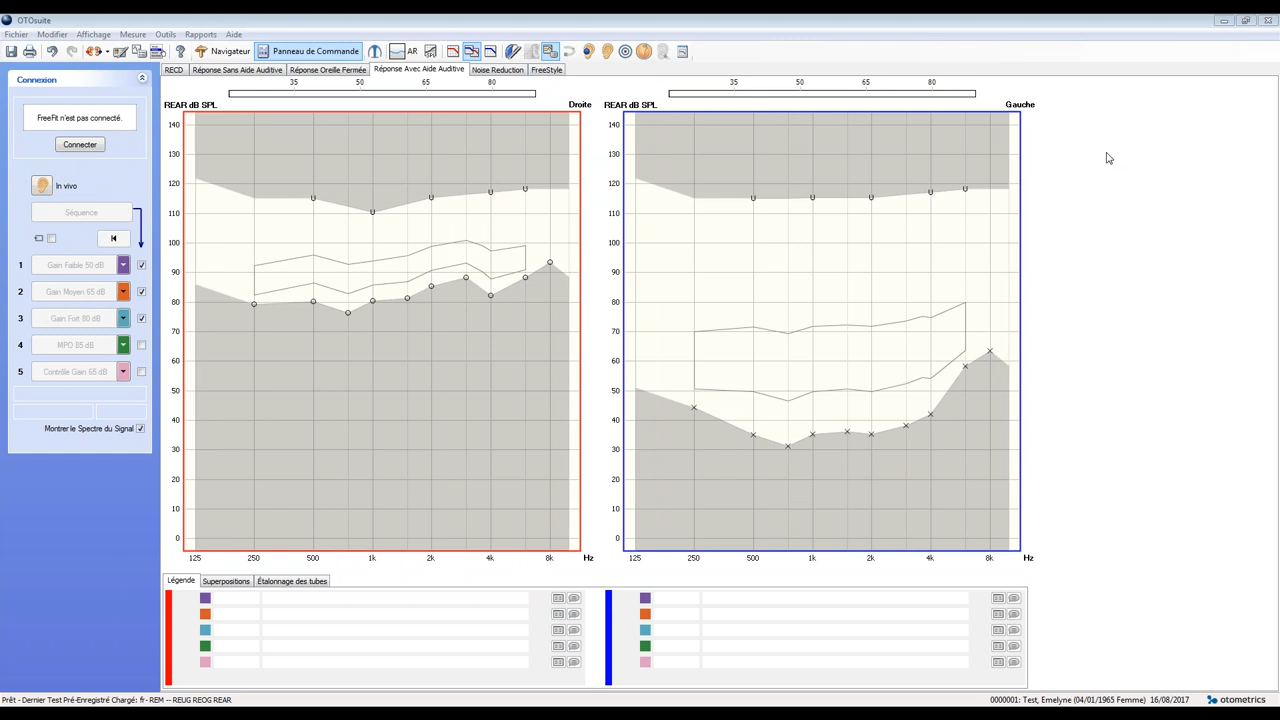 OTOsuite
Fichier Modifier Affichage Mesure Outils Rapports Aide
Navigateur Panneau de Commande AR
Connexion
FreeFit n'est pas connecté.
Connecter
In vivo
Séquence
1 Gain Faible 50 dB
2 Gain Moyen 65 dB
3 Gain Fort 80 dB
4 MPO 85 dB
5 Contrôle Gain 65 dB
Montrer le Spectre du Signal
RECD Réponse Sans Aide Auditive Réponse Oreille Fermée Réponse Avec Aide Auditive Noise Reduction FreeStyle
35 50 65 80
REAR dB SPL Droite
140
130
120
110
100
90
80
70
60
50
40
30
20
10
0
125 250 500 1k 2k 4k 8k Hz
35 50 65 80
REAR dB SPL Gauche
140
130
120
110
100
90
80
70
60
50
40
30
20
10
0
125 250 500 1k 2k 4k 8k Hz
Légende Superpositions Étalonnage des tubes
Prêt - Dernier Test Pré-Enregistré Chargé: fr- REM -- REUG REOG REAR
0000001: Test, Emelyne (04/01/1965 Femme) 16/08/2017 otometrics